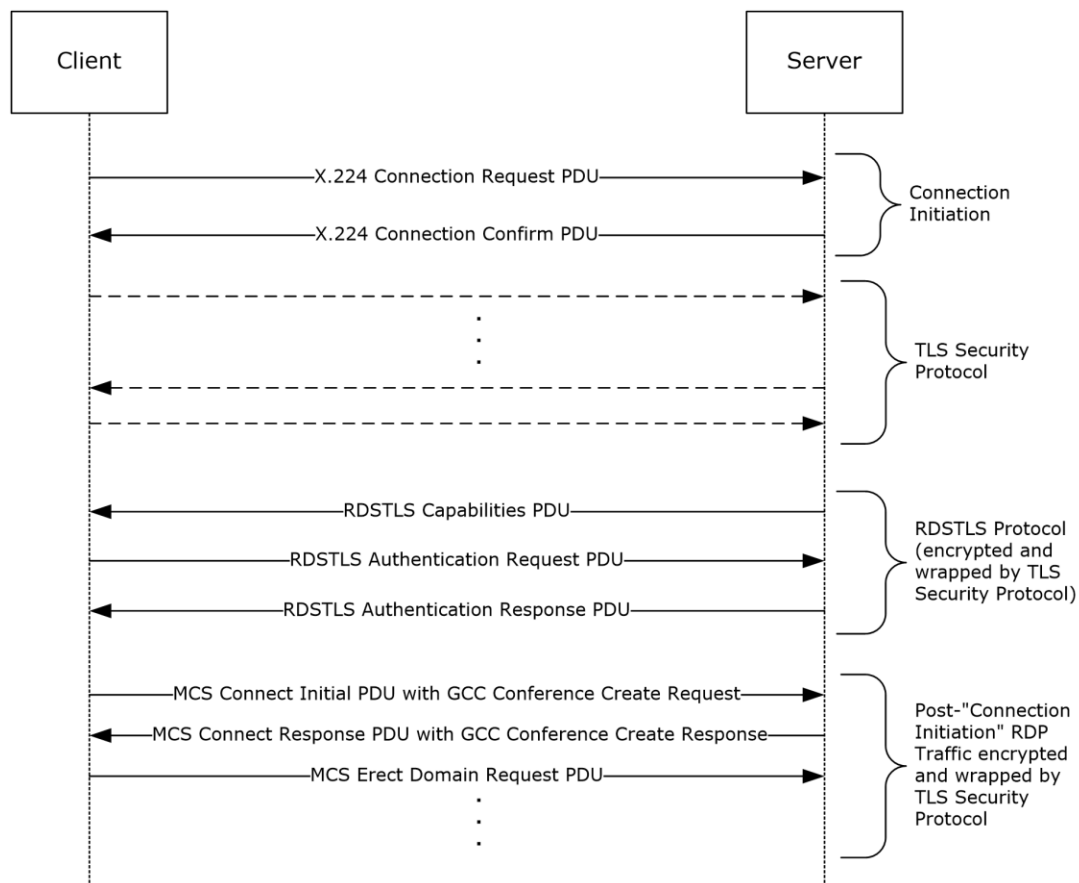 Client
Server
X.224 Connection Request PDU
Connection
Initiation
X.224 Connection Confirm PDU
TLS Security
Protocol
RDSTLS Capabilities PDU
RDSTLS Authentication Request PDU
RDSTLS Authentication Response PDU
RDSTLS Protocol
(encrypted and
wrapped by TLS
Security Protocol)
MCS Connect Initial PDU with GCC Conference Create Request
MCS Connect Response PDU with GCC Conference Create Response
MCS Erect Domain Request PDU
Post-"Connection
Initiation" RDP
Traffic encrypted
and wrapped by
TLS Security
Protocol